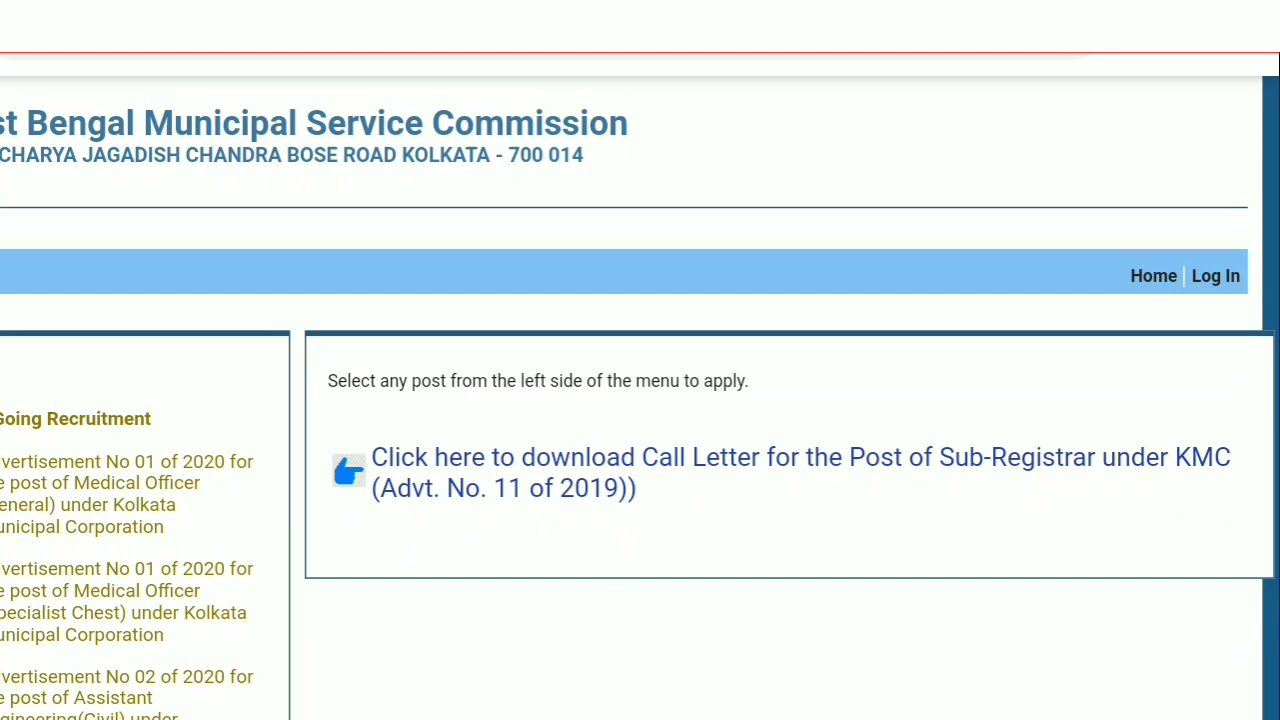 st Bengal Municipal Service Commission
CHARYA JAGADISH CHANDRA BOSE ROAD KOLKATA - 700 014
Home Log In
Going Recruitment
vertisement No 01 of 2020 for
e post of Medical Officer
eneral) under Kolkata
unicipal Corporation
vertisement No 01 of 2020 for
e post of Medical Officer
pecialist Chest) under Kolkata
unicipal Corporation
vertisement No 02 of 2020 for
e post of Assistant
gineering(Civil) under
Select any post from the left side of the menu to apply.
Click here to download Call Letter for the Post of Sub-Registrar under KMC
(Advt. No. 11 of 2019))